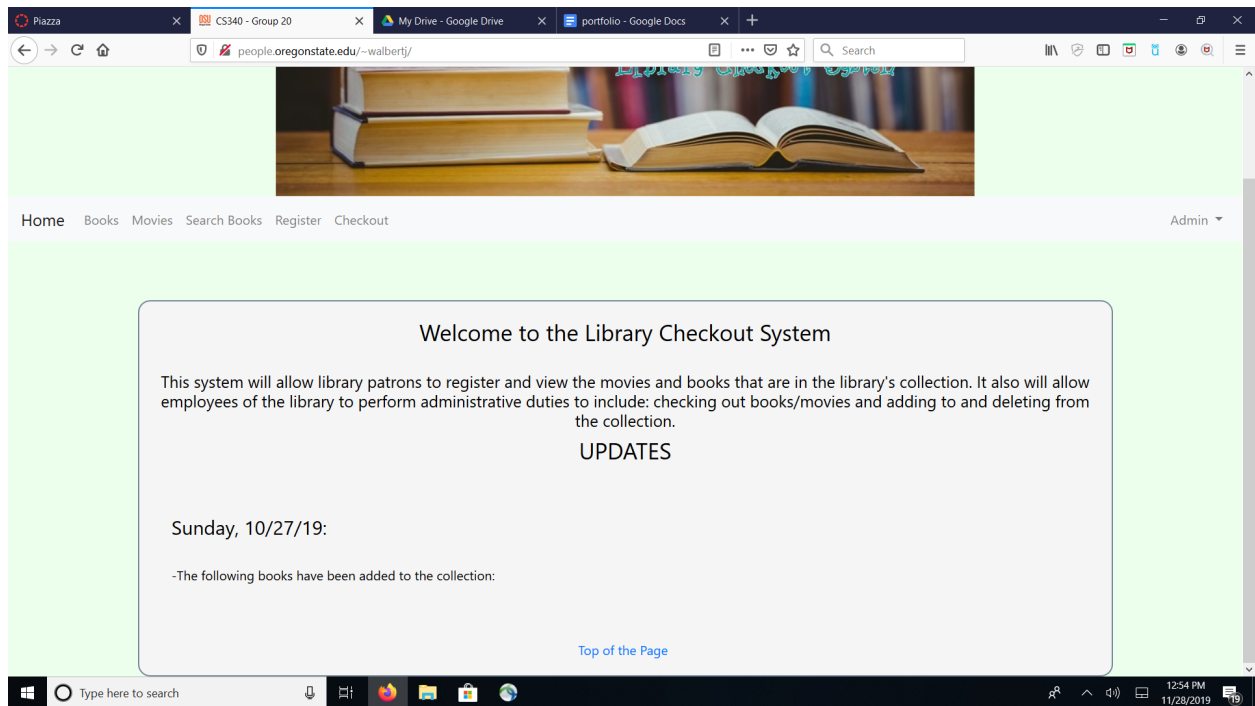 Piazza
OSU CS340 - Group 20
My Drive - Google Drive
portfolio - Google Docs
people.oregonstate.edu/~walbertj/
Search
Library Checkout System
Home Books Movies Search Books Register Checkout Admin
Welcome to the Library Checkout System
This system will allow library patrons to register and view the movies and books that are in the library's collection. It also will allow
employees of the library to perform administrative duties to include: checking out books/movies and adding to and deleting from
the collection.
UPDATES
Sunday, 10/27/19:
-The following books have been added to the collection:
Top of the Page
Type here to search
12:54 PM
11/28/2019
19